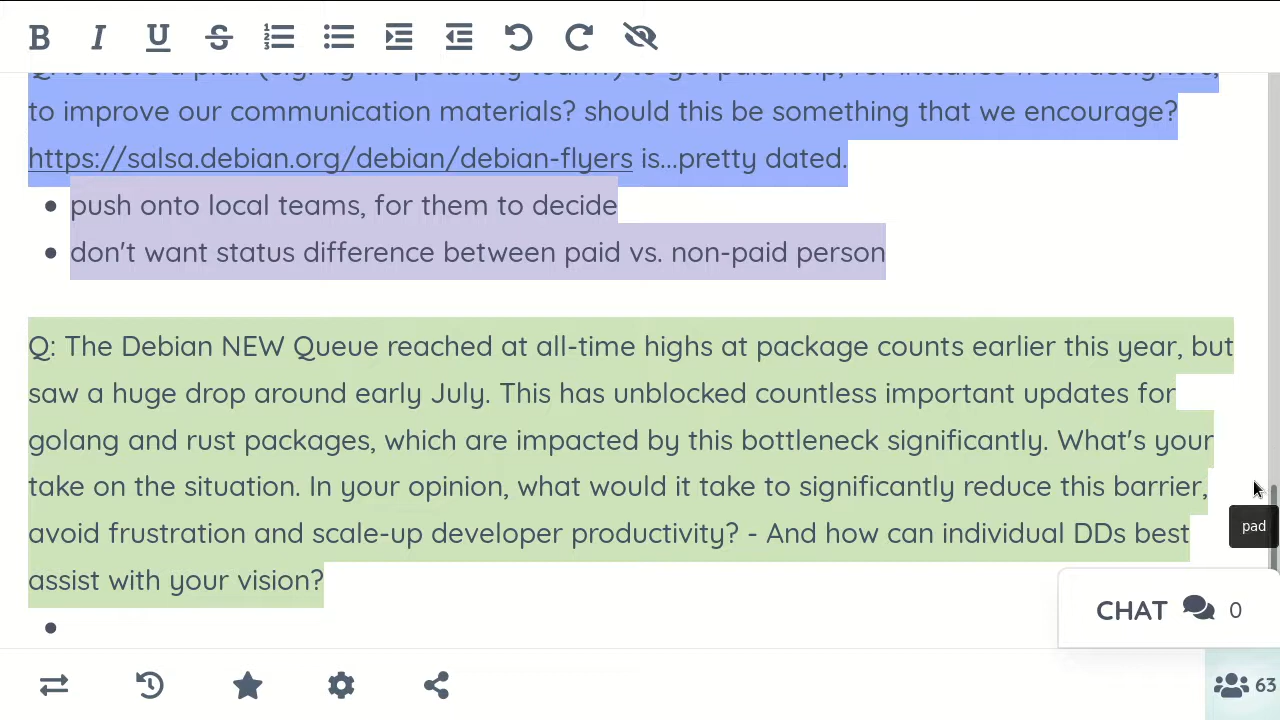 to improve our communication materials? should this be something that we encourage?
https://salsa.debian.org/debian/debian-flyers is...pretty dated.
push onto local teams, for them to decide
don't want status difference between paid vs. non-paid person
Q: The Debian NEW Queue reached at all-time highs at package counts earlier this year, but
saw a huge drop around early July. This has unblocked countless important updates for
golang and rust packages, which are impacted by this bottleneck significantly. What's your
take on the situation. In your opinion, what would it take to significantly reduce this barrier,
avoid frustration and scale-up developer productivity? - And how can individual DDs best
assist with your vision?
pad
CHAT 0
63